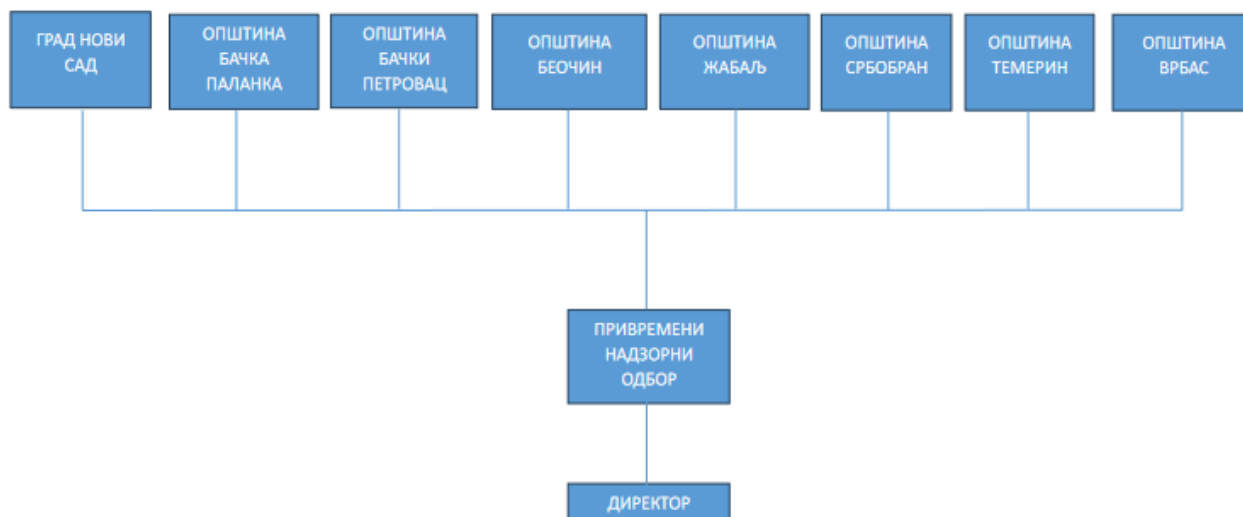 ГРАД НОВИ
САД
ОПШТИНА
БАЧКА
ПАЛАНКА
ОПШТИНА
БАЧКИ
ПЕТРОВАЦ
ОПШТИНА
БЕОЧИН
ОПШТИНА
ЖАБАЉ
ОПШТИНА
СРБОБРАН
ОПШТИНА
ТЕМЕРИН
ОПШТИНА
ВРБАС
ПРИВРЕМЕНИ
НАДЗОРНИ
ОДБОР
ДИРЕКТОР